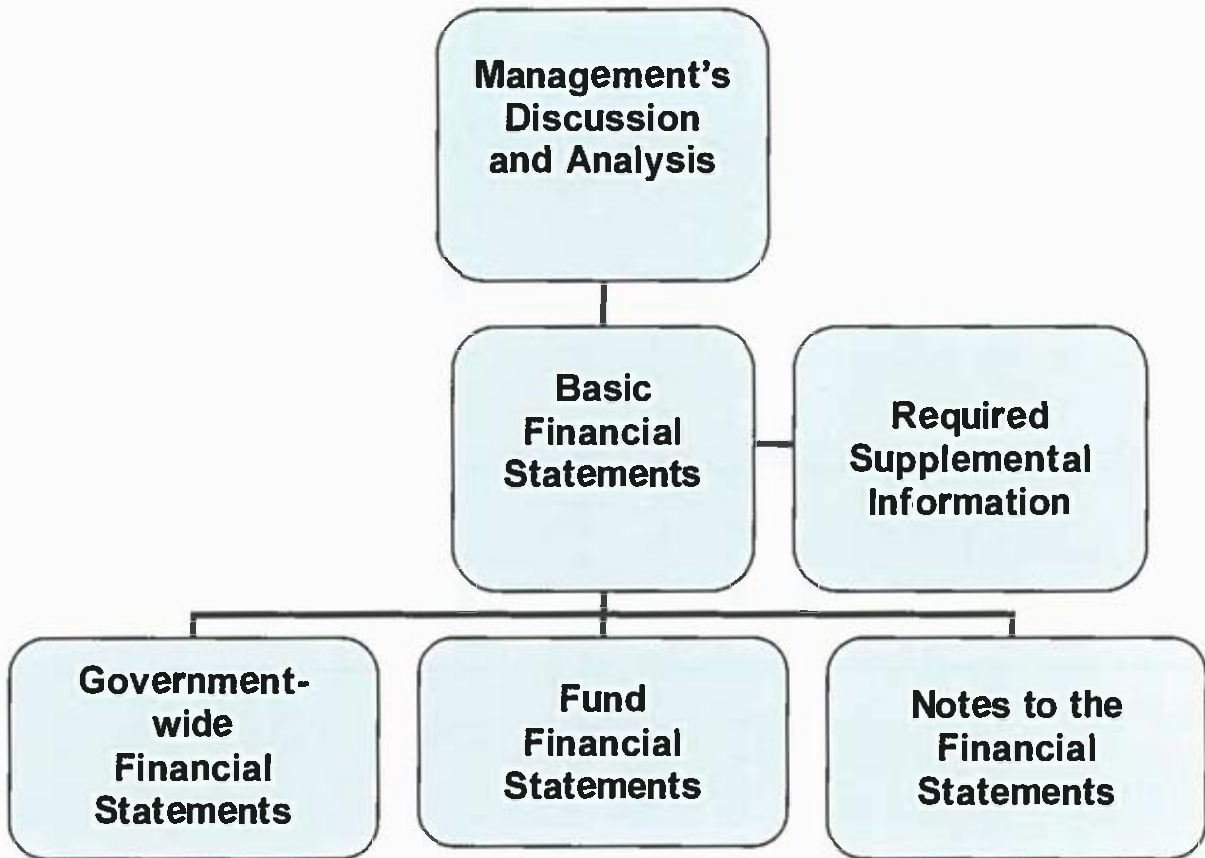 Management's
Discussion
and Analysis
Basic
Financial
Statements
Required
Supplemental
Information
Government-
wide
Financial
Statements
Fund
Financial
Statements
Notes to the
Financial
Statements